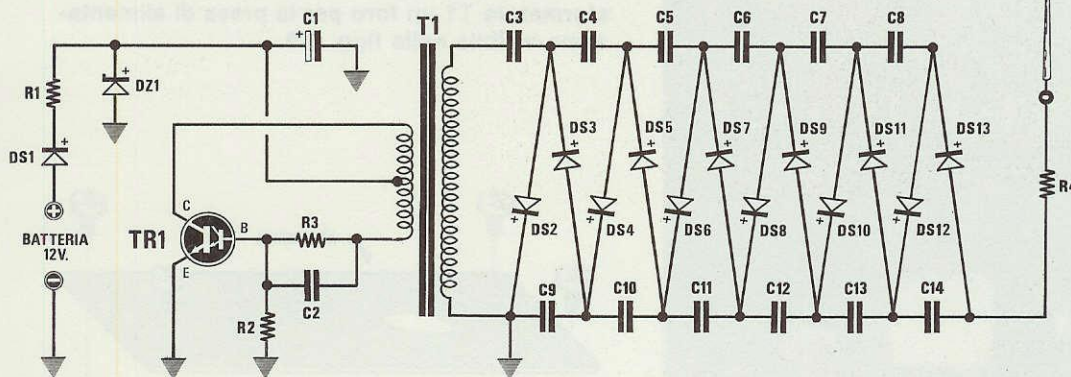 C1
T1
C3
C4
C5
C6
C7
C8
+
+
DZ1
R1
DS1
+
DS3
DS5
DS7
DS9
DS11
DS13
+
+
+
+
+
+
R4
C
TR1
B
R3
DS2
DS4
DS6
DS8
DS10
DS12
+
+
+
+
+
+
+
BATTERIA
12V.
−
E
C2
R2
C9
C10
C11
C12
C13
C14